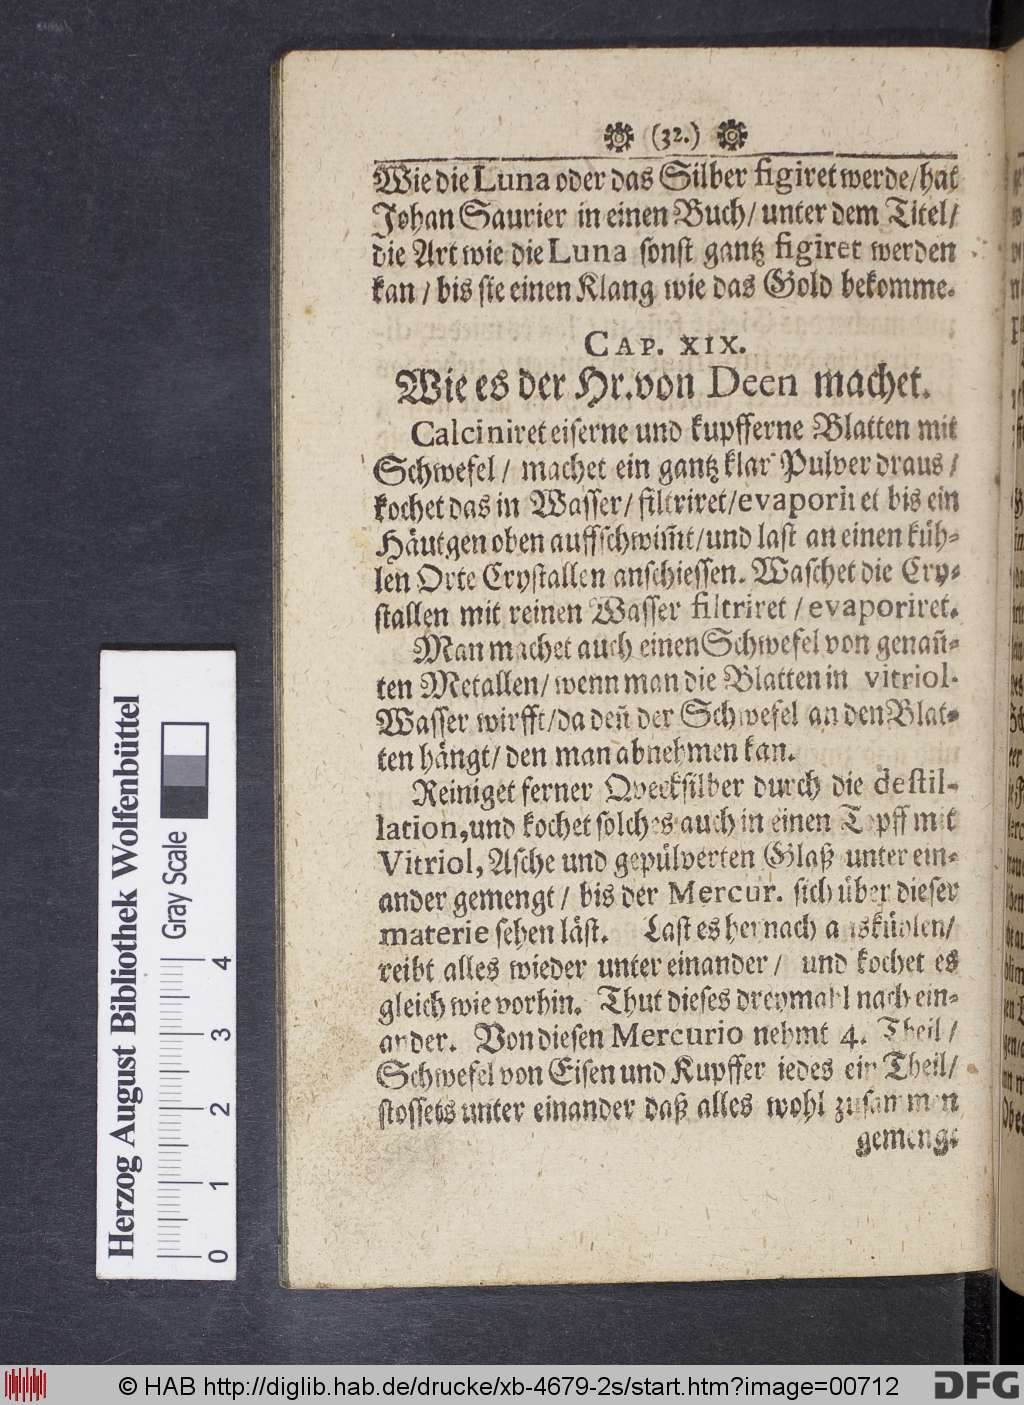 (32.)
Wie die Luna oder das Silber figiret werde/hat
Johan Saurier in einen Buch/ unter dem Titel/
die Art wie die Luna sonst gantz figiret werden
kan / bis sie einen Klang wie das Gold bekomme.
CAP. XIX.
Wie es der Hr. von Deen machet.
Calciniret eiserne und kupfferne Blatten mit
Schwefel / machet ein gantz klar Pulver draus /
kochet das in Wasser/ filtriret/evaporiret bis ein
Häutgen oben auffschwim̃t/und last an einen küh-
len Orte Crystallen anschiessen. Waschet die Cry-
stallen mit reinen Wasser filtriret / evaporiret.
Man machet auch einen Schwefel von genañ-
ten Metallen/ wenn man die Blatten in vitriol-
Wasser wirfft/da deñ der Schwefel an den Blat-
ten hängt/ den man abnehmen kan.
Reiniget ferner Qvecksilber durch die destil-
lation, und kochet solches auch in einen Topff mit
Vitriol, Asche und gepülverten Glaß unter ein-
ander gemengt / bis der Mercur. sich über dieser
materie sehen läst. Last es hernach auskühlen/
reibt alles wieder unter einander / und kochet es
gleich wie vorhin. Thut dieses dreymahl nach ein-
ander. Von diesen Mercurio nehmt 4. Theil /
Schwefel von Eisen und Kupffer iedes ein Theil/
stossets unter einander daß alles wohl zusammen
gemengt
Herzog August Bibliothek Wolfenbüttel
Gray Scale
0 1 2 3 4
© HAB http://diglib.hab.de/drucke/xb-4679-2s/start.htm?image=00712
DFG